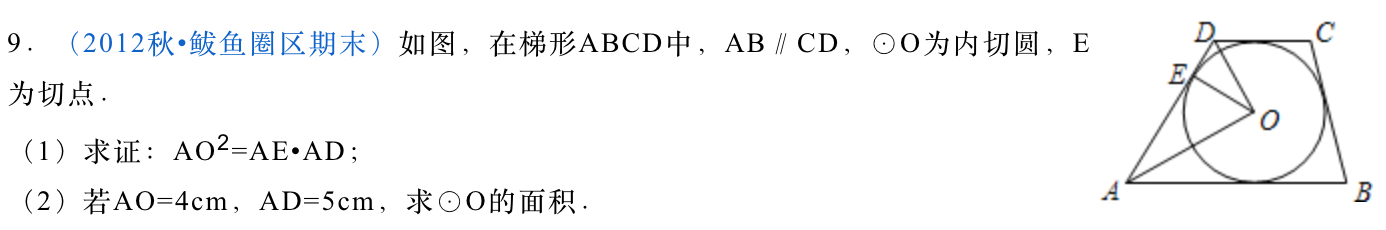 9．（2012秋•鲅鱼圈区期末）如图，在梯形ABCD中，AB∥CD，⊙O为内切圆，E
为切点．
（1）求证：AO²=AE•AD；
（2）若AO=4cm，AD=5cm，求⊙O的面积．
D C
E
O
A B